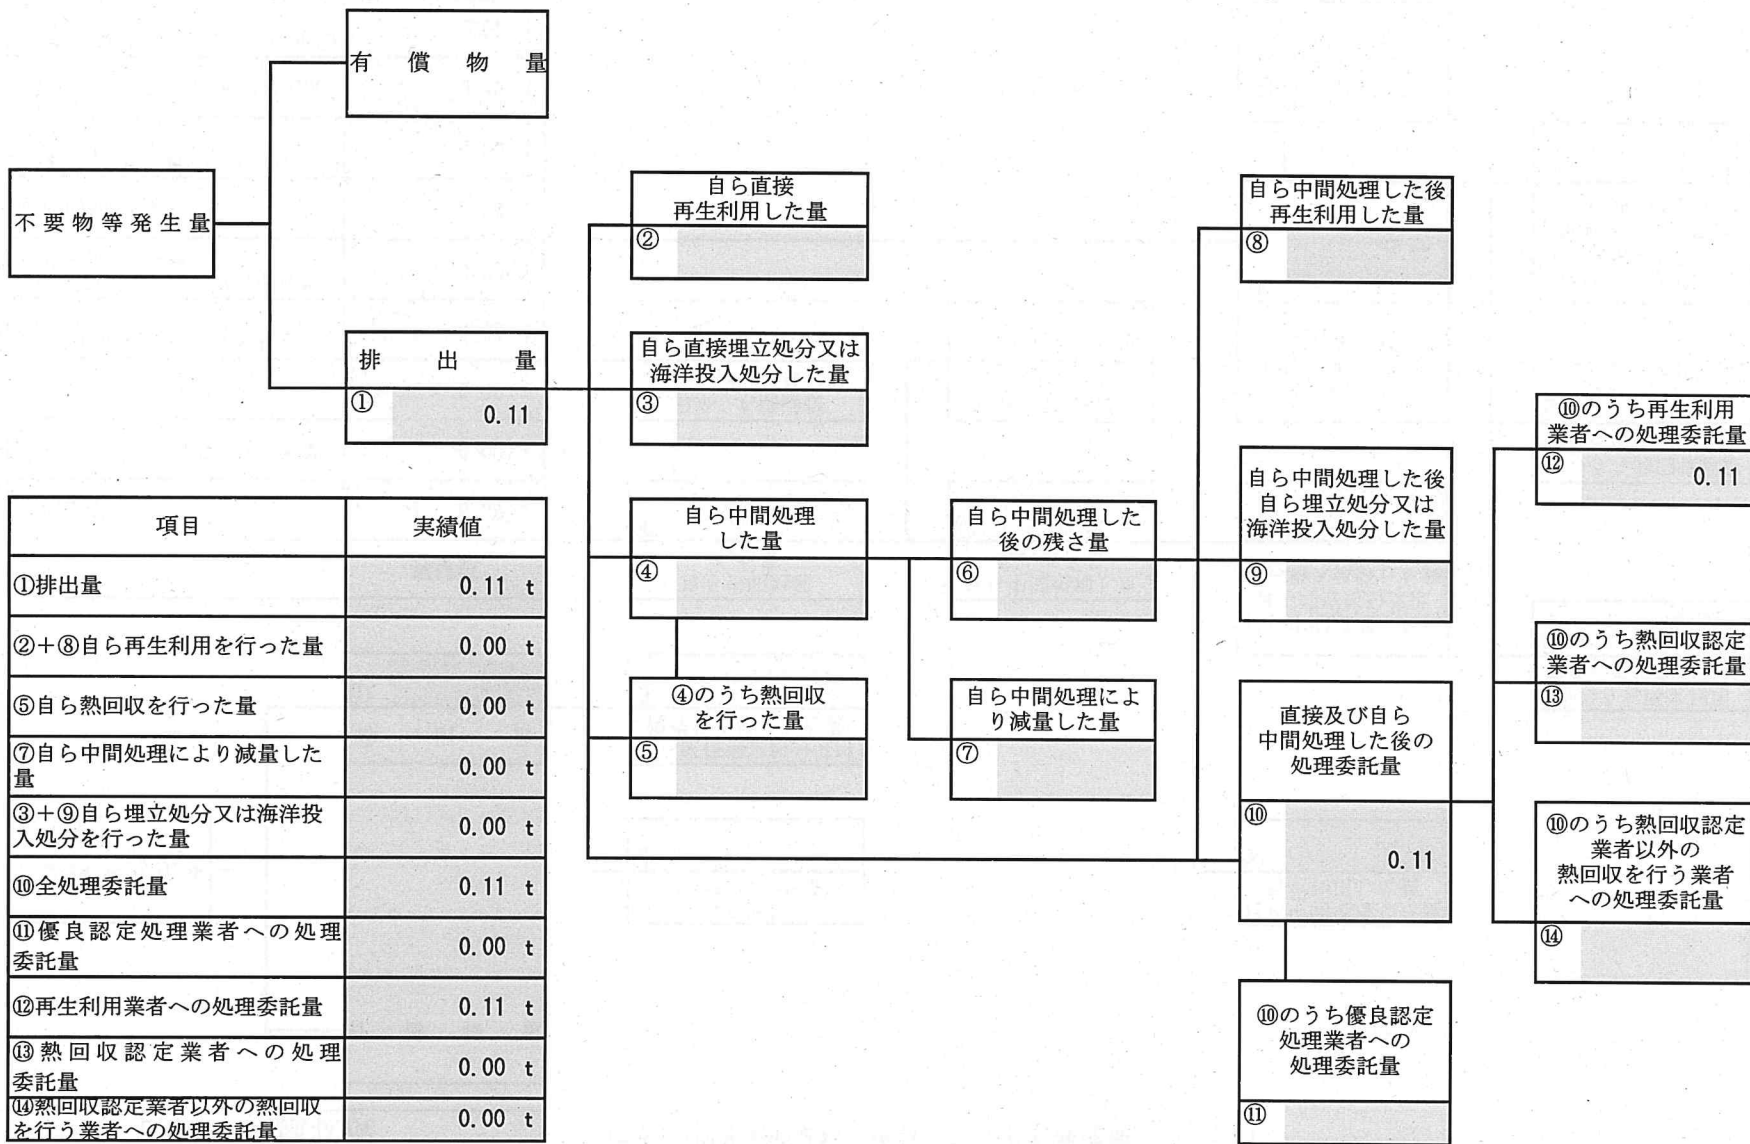 有償物量
不要物等発生量
排出量
① 0.11
自ら直接
再生利用した量
②
自ら直接埋立処分又は
海洋投入処分した量
③
自ら中間処理
した量
④
④のうち熱回収
を行った量
⑤
自ら中間処理した
後の残さ量
⑥
自ら中間処理によ
り減量した量
⑦
自ら中間処理した後
再生利用した量
⑧
自ら中間処理した後
自ら埋立処分又は
海洋投入処分した量
⑨
直接及び自ら
中間処理した後の
処理委託量
⑩
0.11
⑩のうち優良認定
処理業者への
処理委託量
⑪
⑩のうち再生利用
業者への処理委託量
⑫ 0.11
⑩のうち熱回収認定
業者への処理委託量
⑬
⑩のうち熱回収認定
業者以外の
熱回収を行う業者
への処理委託量
⑭
項目 実績値
①排出量 0.11 t
②+⑧自ら再生利用を行った量 0.00 t
⑤自ら熱回収を行った量 0.00 t
⑦自ら中間処理により減量した
量 0.00 t
③+⑨自ら埋立処分又は海洋投
入処分を行った量 0.00 t
⑩全処理委託量 0.11 t
⑪優良認定処理業者への処理
委託量 0.00 t
⑫再生利用業者への処理委託量 0.11 t
⑬熱回収認定業者への処理
委託量 0.00 t
⑭熱回収認定業者以外の熱回収
を行う業者への処理委託量 0.00 t